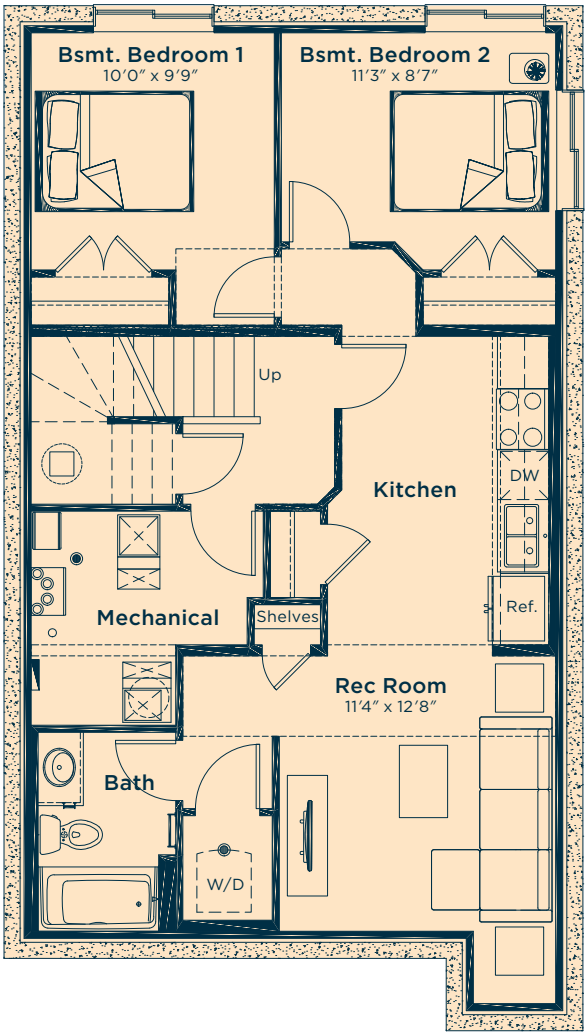 Bsmt. Bedroom 1
10'0" x 9'9"
Bsmt. Bedroom 2
11'3" x 8'7"
Up
Kitchen
DW
Ref.
Mechanical
Shelves
Rec Room
11'4" x 12'8"
Bath
W/D